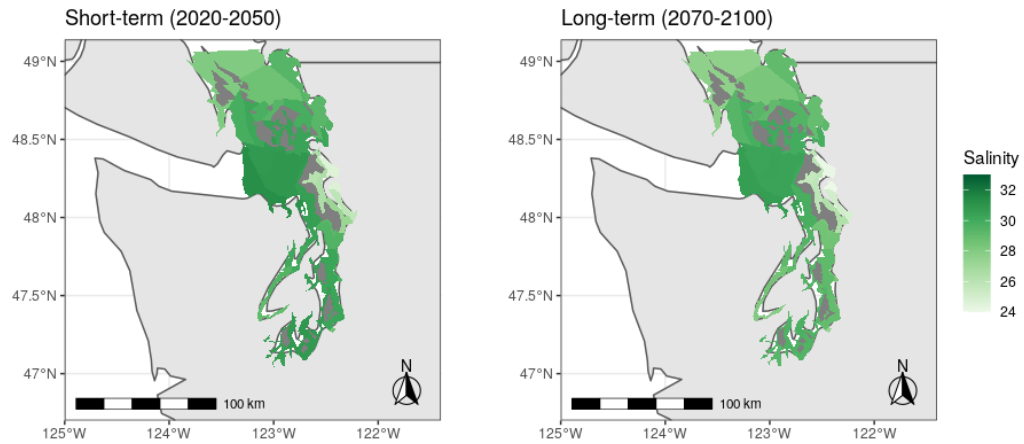 Short-term (2020-2050)
Long-term (2070-2100)
49°N
48.5°N
48°N
47.5°N
47°N
125°W
124°W
123°W
122°W
N
100 km
49°N
48.5°N
48°N
47.5°N
47°N
125°W
124°W
123°W
122°W
N
100 km
Salinity
32
30
28
26
24